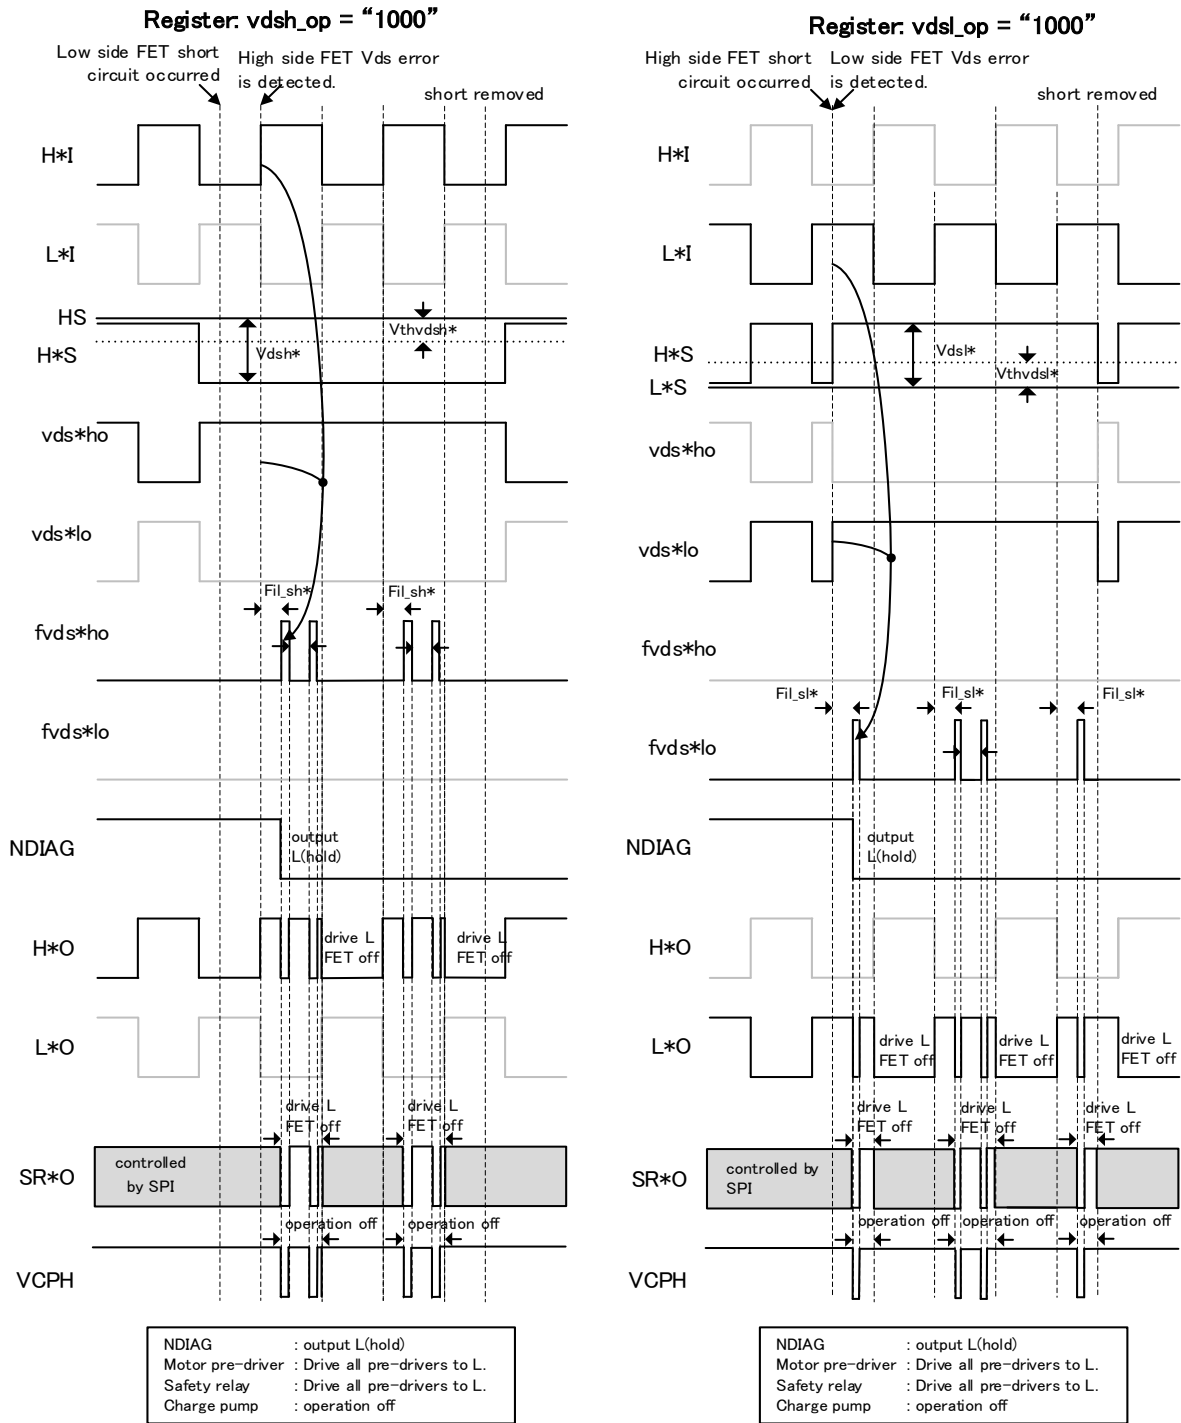 Register: vdsh_op = “1000”
Low side FET short
circuit occurred
High side FET Vds error
is detected.
short removed
H*I
L*I
HS
Vthvdsh*
H*S
Vdsh*
vds*ho
vds*lo
Fil_sh*
Fil_sh*
fvds*ho
fvds*lo
NDIAG
output
L(hold)
H*O
drive L
FET off
drive L
FET off
L*O
drive L
FET off
drive L
FET off
SR*O
controlled
by SPI
operation off
operation off
VCPH
NDIAG : output L(hold)
Motor pre-driver : Drive all pre-drivers to L.
Safety relay : Drive all pre-drivers to L.
Charge pump : operation off
Register: vdsl_op = “1000”
High side FET short
circuit occurred
Low side FET Vds error
is detected.
short removed
H*I
L*I
H*S
Vdsl*
Vthvdsl*
L*S
vds*ho
vds*lo
fvds*ho
Fil_sl*
Fil_sl*
Fil_sl*
fvds*lo
NDIAG
output
L(hold)
H*O
L*O
drive L
FET off
drive L
FET off
drive L
FET off
drive L
FET off
drive L
FET off
drive L
FET off
SR*O
controlled by
SPI
operation off
operation off
operation off
VCPH
NDIAG : output L(hold)
Motor pre-driver : Drive all pre-drivers to L.
Safety relay : Drive all pre-drivers to L.
Charge pump : operation off